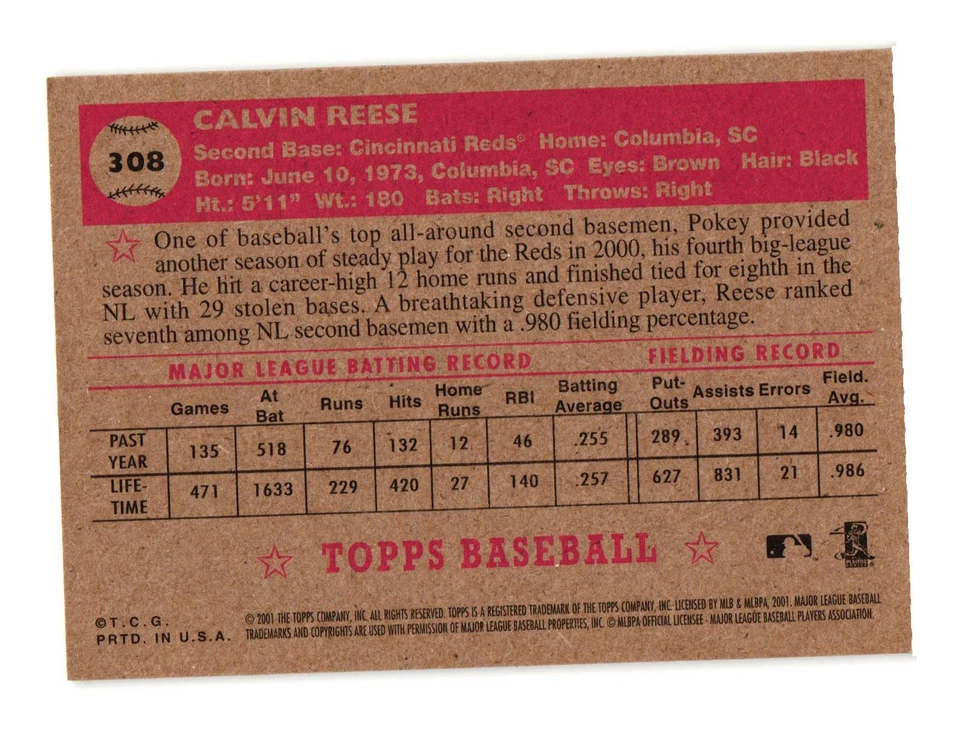 308
CALVIN REESE
Second Base: Cincinnati Reds® Home: Columbia, SC
Born: June 10, 1973, Columbia, SC Eyes: Brown Hair: Black
Ht.: 5'11" Wt.: 180 Bats: Right Throws: Right
One of baseball's top all-around second basemen, Pokey provided
another season of steady play for the Reds in 2000, his fourth big-league
season. He hit a career-high 12 home runs and finished tied for eighth in the
NL with 29 stolen bases. A breathtaking defensive player, Reese ranked
seventh among NL second basemen with a .980 fielding percentage.
MAJOR LEAGUE BATTING RECORD FIELDING RECORD
Games At Bat Runs Hits Home Runs RBI Batting Average Put-Outs Assists Errors Field. Avg.
PAST YEAR 135 518 76 132 12 46 .255 289 393 14 .980
LIFE-TIME 471 1633 229 420 27 140 .257 627 831 21 .986
TOPPS BASEBALL
©T.C.G.
PRTD. IN U.S.A.
© 2001 THE TOPPS COMPANY, INC. ALL RIGHTS RESERVED. TOPPS IS A REGISTERED TRADEMARK OF THE TOPPS COMPANY, INC. LICENSED BY MLB & MLBPA, 2001. MAJOR LEAGUE BASEBALL
TRADEMARKS AND COPYRIGHTS ARE USED WITH PERMISSION OF MAJOR LEAGUE BASEBALL PROPERTIES, INC. © MLBPA OFFICIAL LICENSEE - MAJOR LEAGUE BASEBALL PLAYERS ASSOCIATION.